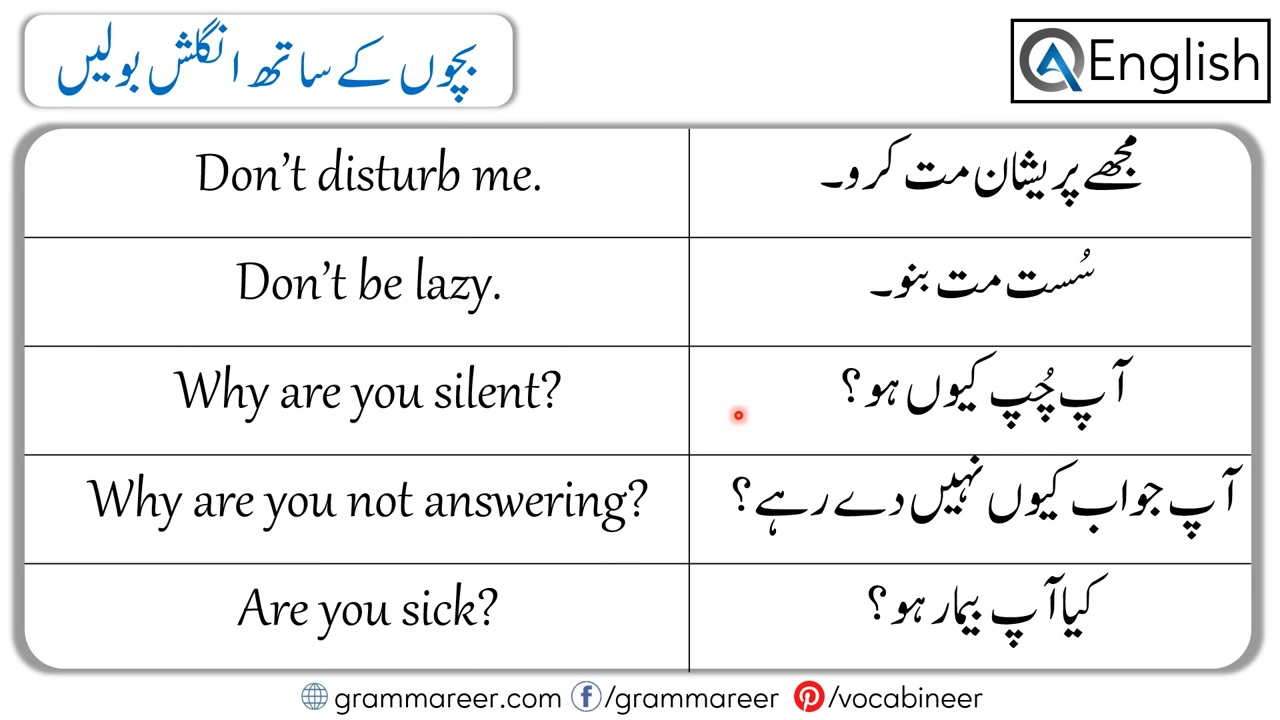 بچوں کے ساتھ انگلش بولیں
QA English
Don't disturb me.
مجھے پریشان مت کرو۔
Don't be lazy.
سُست مت بنو۔
Why are you silent?
آپ چُپ کیوں ہو؟
Why are you not answering?
آپ جواب کیوں نہیں دے رہے؟
Are you sick?
کیا آپ بیمار ہو؟
grammareer.com /grammareer /vocabineer